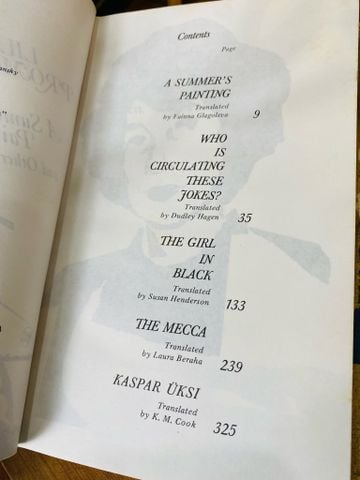 Contents
Page
A SUMMER'S
PAINTING
Translated
by Fainna Glagoleva 9
WHO
IS
CIRCULATING
THESE
JOKES?
Translated
by Dudley Hagen 35
THE GIRL
IN
BLACK
Translated
by Susan Henderson 133
THE MECCA
Translated
by Laura Beraha 239
KASPAR ÜKSI
Translated
by K. M. Cook 325